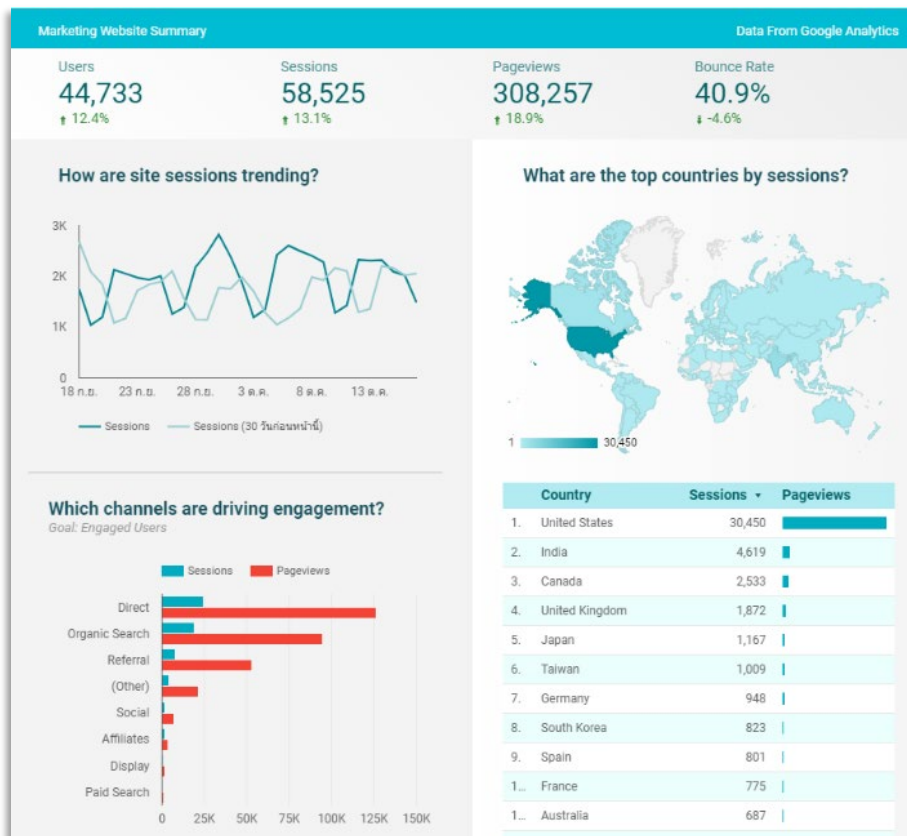 Marketing Website Summary
Data From Google Analytics
Users
44,733
12.4%
Sessions
58,525
13.1%
Pageviews
308,257
18.9%
Bounce Rate
40.9%
-4.6%
How are site sessions trending?
3K
2K
1K
0
18 ก.ย.
23 ก.ย.
28 ก.ย.
3 ต.ค.
8 ต.ค.
13 ต.ค.
Sessions
Sessions (30 วันก่อนหน้านี้)
What are the top countries by sessions?
1
30,450
Which channels are driving engagement?
Goal: Engaged Users
Sessions
Pageviews
Direct
Organic Search
Referral
(Other)
Social
Affiliates
Display
Paid Search
0 25K 50K 75K 100K 125K 150K
Country Sessions Pageviews
1. United States 30,450
2. India 4,619
3. Canada 2,533
4. United Kingdom 1,872
5. Japan 1,167
6. Taiwan 1,009
7. Germany 948
8. South Korea 823
9. Spain 801
1... France 775
1... Australia 687